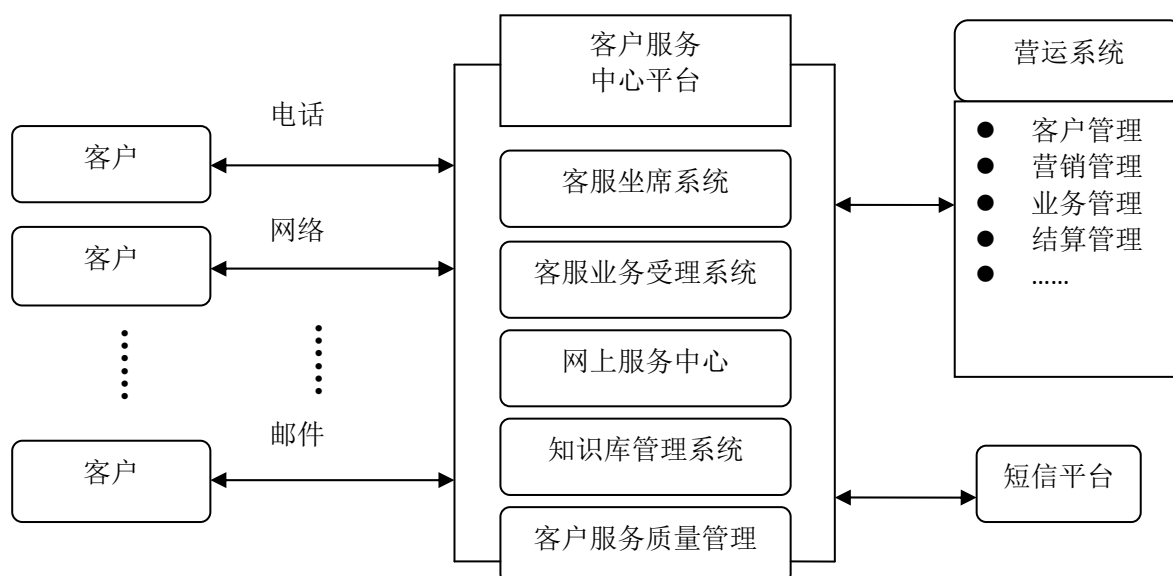 客户服务
中心平台
营运系统
电话
客户
客户管理
营销管理
业务管理
结算管理
……
客服坐席系统
网络
客户
客服业务受理系统
网上服务中心
邮件
客户
知识库管理系统
短信平台
客户服务质量管理